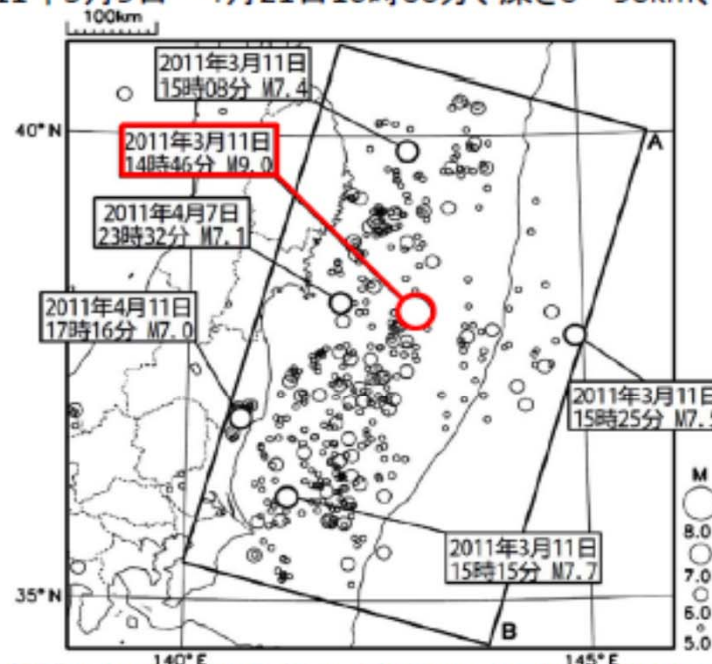 100km
2011年3月11日
15時08分 M7.4
40°N
A
2011年3月11日
14時46分 M9.0
2011年4月7日
23時32分 M7.1
2011年4月11日
17時16分 M7.0
2011年3月11日
15時25分
2011年3月11日
15時15分 M7.7
M
8.0
7.0
6.0
5.0
35°N
B
140°E
145°E